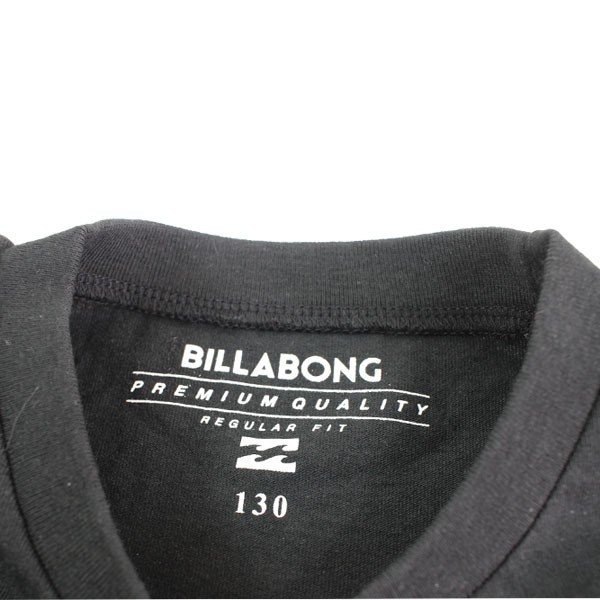 BILLABONG
PREMIUM QUALITY
REGULAR FIT
130